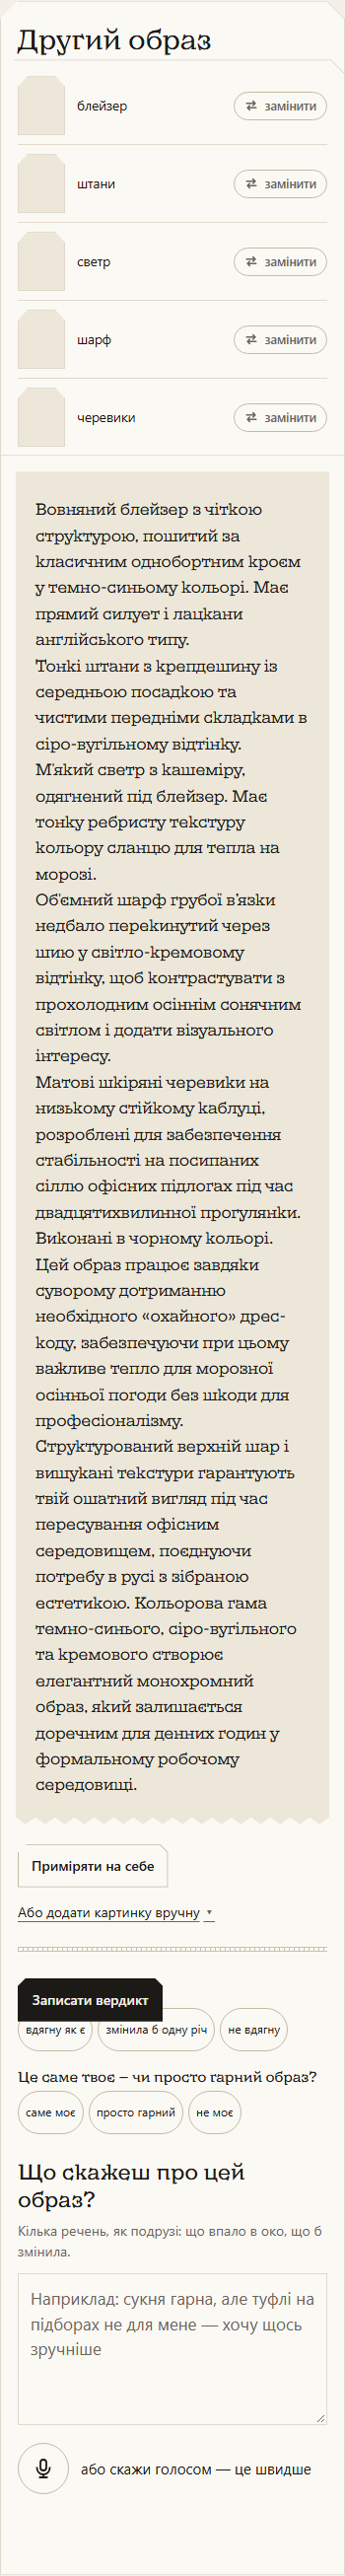 Другий образ
блейзер
замінити
штани
замінити
светр
замінити
шарф
замінити
черевики
замінити
Вовняний блейзер з чіткою
структурою, пошитий за
класичним однобортним кроєм
у темно-синьому кольорі. Має
прямий силует і лацкани
англійського типу.
Тонкі штани з крепдешину із
середньою посадкою та
чистими передніми складками в
сіро-вугільному відтінку.
М'який светр з кашеміру,
одягнений під блейзер. Має
тонку ребристу текстуру
кольору сланцю для тепла на
морозі.
Об'ємний шарф грубої в'язки
недбало перекинутий через
шию у світло-кремовому
відтінку, щоб контрастувати з
прохолодним осіннім сонячним
світлом і додати візуального
інтересу.
Матові шкіряні черевики на
низькому стійкому каблуці,
розроблені для забезпечення
стабільності на посипаних
сіллю офісних підлогах під час
двадцятихвилинної прогулянки.
Виконані в чорному кольорі.
Цей образ працює завдяки
суворому дотриманню
необхідного «охайного» дрес-
коду, забезпечуючи при цьому
важливе тепло для морозної
осінньої погоди без шкоди для
професіоналізму.
Структурований верхній шар і
вишукані текстури гарантують
твій ошатний вигляд під час
пересування офісним
середовищем, поєднуючи
потребу в русі з зібраною
естетикою. Кольорова гама
темно-синього, сіро-вугільного
та кремового створює
елегантний монохромний
образ, який залишається
доречним для денних годин у
формальному робочому
середовищі.
Приміряти на себе
Або додати картинку вручну
Записати вердикт
вдягну як є
змінила б одну річ
не вдягну
Це саме твоє — чи просто гарний образ?
саме моє
просто гарний
не моє
Що скажеш про цей
образ?
Кілька речень, як подрузі: що впало в око, що б
змінила.
Наприклад: сукня гарна, але туфлі на
підборах не для мене — хочу щось
зручніше
або скажи голосом — це швидше